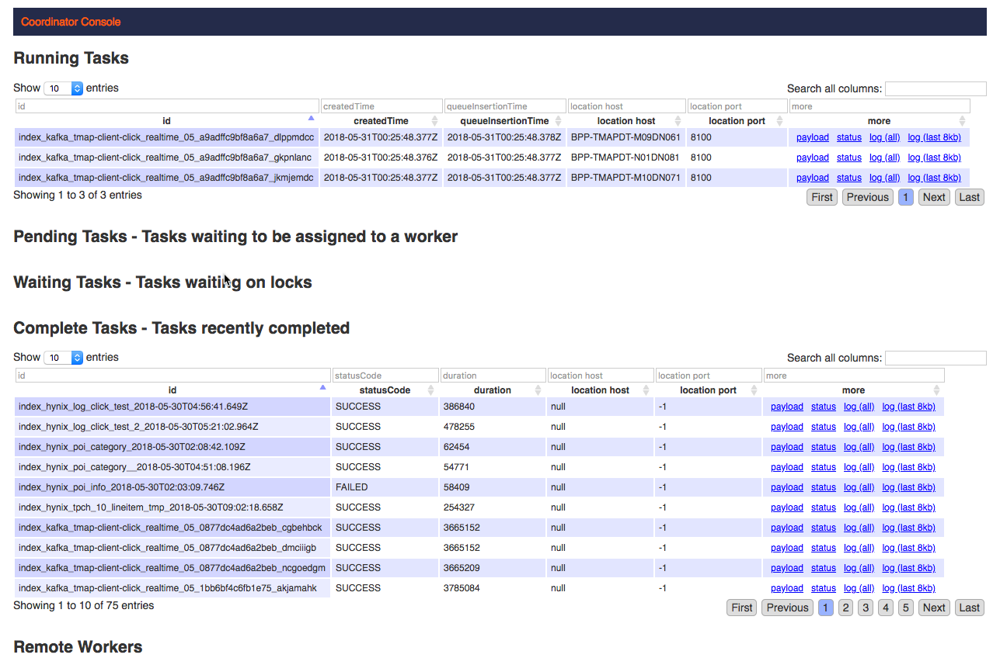 Coordinator Console
Running Tasks
Show 10 entries Search all columns:
id createdTime queueInsertionTime location host location port more
id createdTime queueInsertionTime location host location port more
index_kafka_tmap-client-click_realtime_05_a9adffc9bf8a6a7_dlppmdcc 2018-05-31T00:25:48.377Z 2018-05-31T00:25:48.378Z BPP-TMAPDT-M09DN061 8100 payload status log (all) log (last 8kb)
index_kafka_tmap-client-click_realtime_05_a9adffc9bf8a6a7_gkpnlanc 2018-05-31T00:25:48.376Z 2018-05-31T00:25:48.377Z BPP-TMAPDT-N01DN081 8100 payload status log (all) log (last 8kb)
index_kafka_tmap-client-click_realtime_05_a9adffc9bf8a6a7_jkmjemdc 2018-05-31T00:25:48.377Z 2018-05-31T00:25:48.377Z BPP-TMAPDT-M10DN071 8100 payload status log (all) log (last 8kb)
Showing 1 to 3 of 3 entries First Previous 1 Next Last
Pending Tasks - Tasks waiting to be assigned to a worker
Waiting Tasks - Tasks waiting on locks
Complete Tasks - Tasks recently completed
Show 10 entries Search all columns:
id statusCode duration location host location port more
id statusCode duration location host location port more
index_hynix_log_click_test_2018-05-30T04:56:41.649Z SUCCESS 386840 null -1 payload status log (all) log (last 8kb)
index_hynix_log_click_test_2_2018-05-30T05:21:02.964Z SUCCESS 478255 null -1 payload status log (all) log (last 8kb)
index_hynix_poi_category_2018-05-30T02:08:42.109Z SUCCESS 62454 null -1 payload status log (all) log (last 8kb)
index_hynix_poi_category__2018-05-30T04:51:08.196Z SUCCESS 54771 null -1 payload status log (all) log (last 8kb)
index_hynix_poi_info_2018-05-30T02:03:09.746Z FAILED 58409 null -1 payload status log (all) log (last 8kb)
index_hynix_tpch_10_lineitem_tmp_2018-05-30T09:02:18.658Z SUCCESS 254327 null -1 payload status log (all) log (last 8kb)
index_kafka_tmap-client-click_realtime_05_0877dc4ad6a2beb_cgbehbck SUCCESS 3665152 null -1 payload status log (all) log (last 8kb)
index_kafka_tmap-client-click_realtime_05_0877dc4ad6a2beb_dmciiigb SUCCESS 3665152 null -1 payload status log (all) log (last 8kb)
index_kafka_tmap-client-click_realtime_05_0877dc4ad6a2beb_ncgoedgm SUCCESS 3665209 null -1 payload status log (all) log (last 8kb)
index_kafka_tmap-client-click_realtime_05_1bb6bf4c6fb1e75_akjamahk SUCCESS 3785084 null -1 payload status log (all) log (last 8kb)
Showing 1 to 10 of 75 entries First Previous 1 2 3 4 5 Next Last
Remote Workers